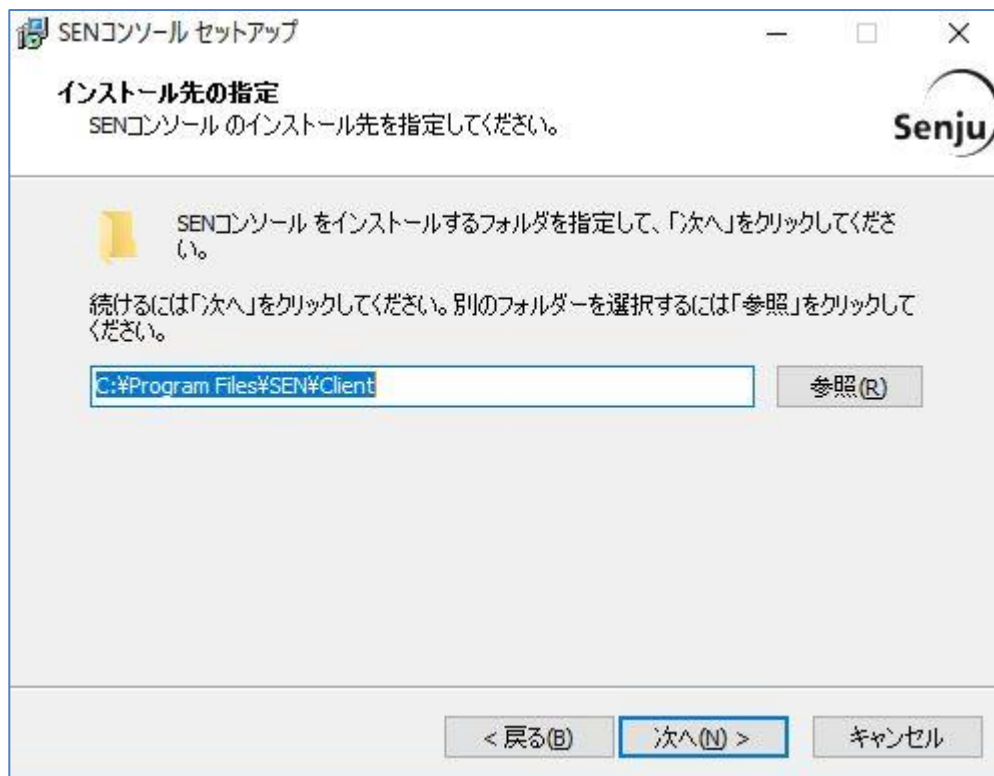 SENコンソール セットアップ
インストール先の指定
SENコンソール のインストール先を指定してください。
Senju
SENコンソール をインストールするフォルダを指定して、「次へ」をクリックしてくださ
い。
続けるには「次へ」をクリックしてください。別のフォルダーを選択するには「参照」をクリックして
ください。
C:¥Program Files¥SEN¥Client
参照(R)
< 戻る(B)
次へ(N) >
キャンセル